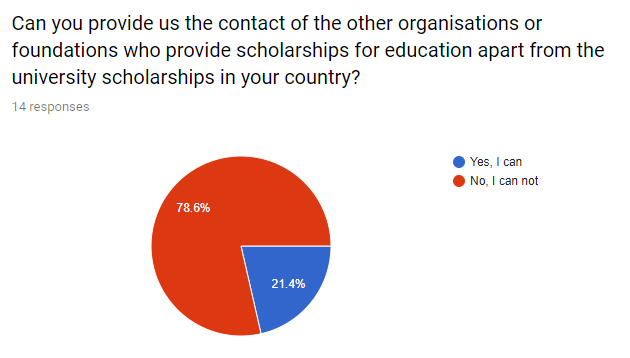 Can you provide us the contact of the other organisations or
foundations who provide scholarships for education apart from the
university scholarships in your country?
14 responses
Yes, I can
No, I can not
78.6%
21.4%